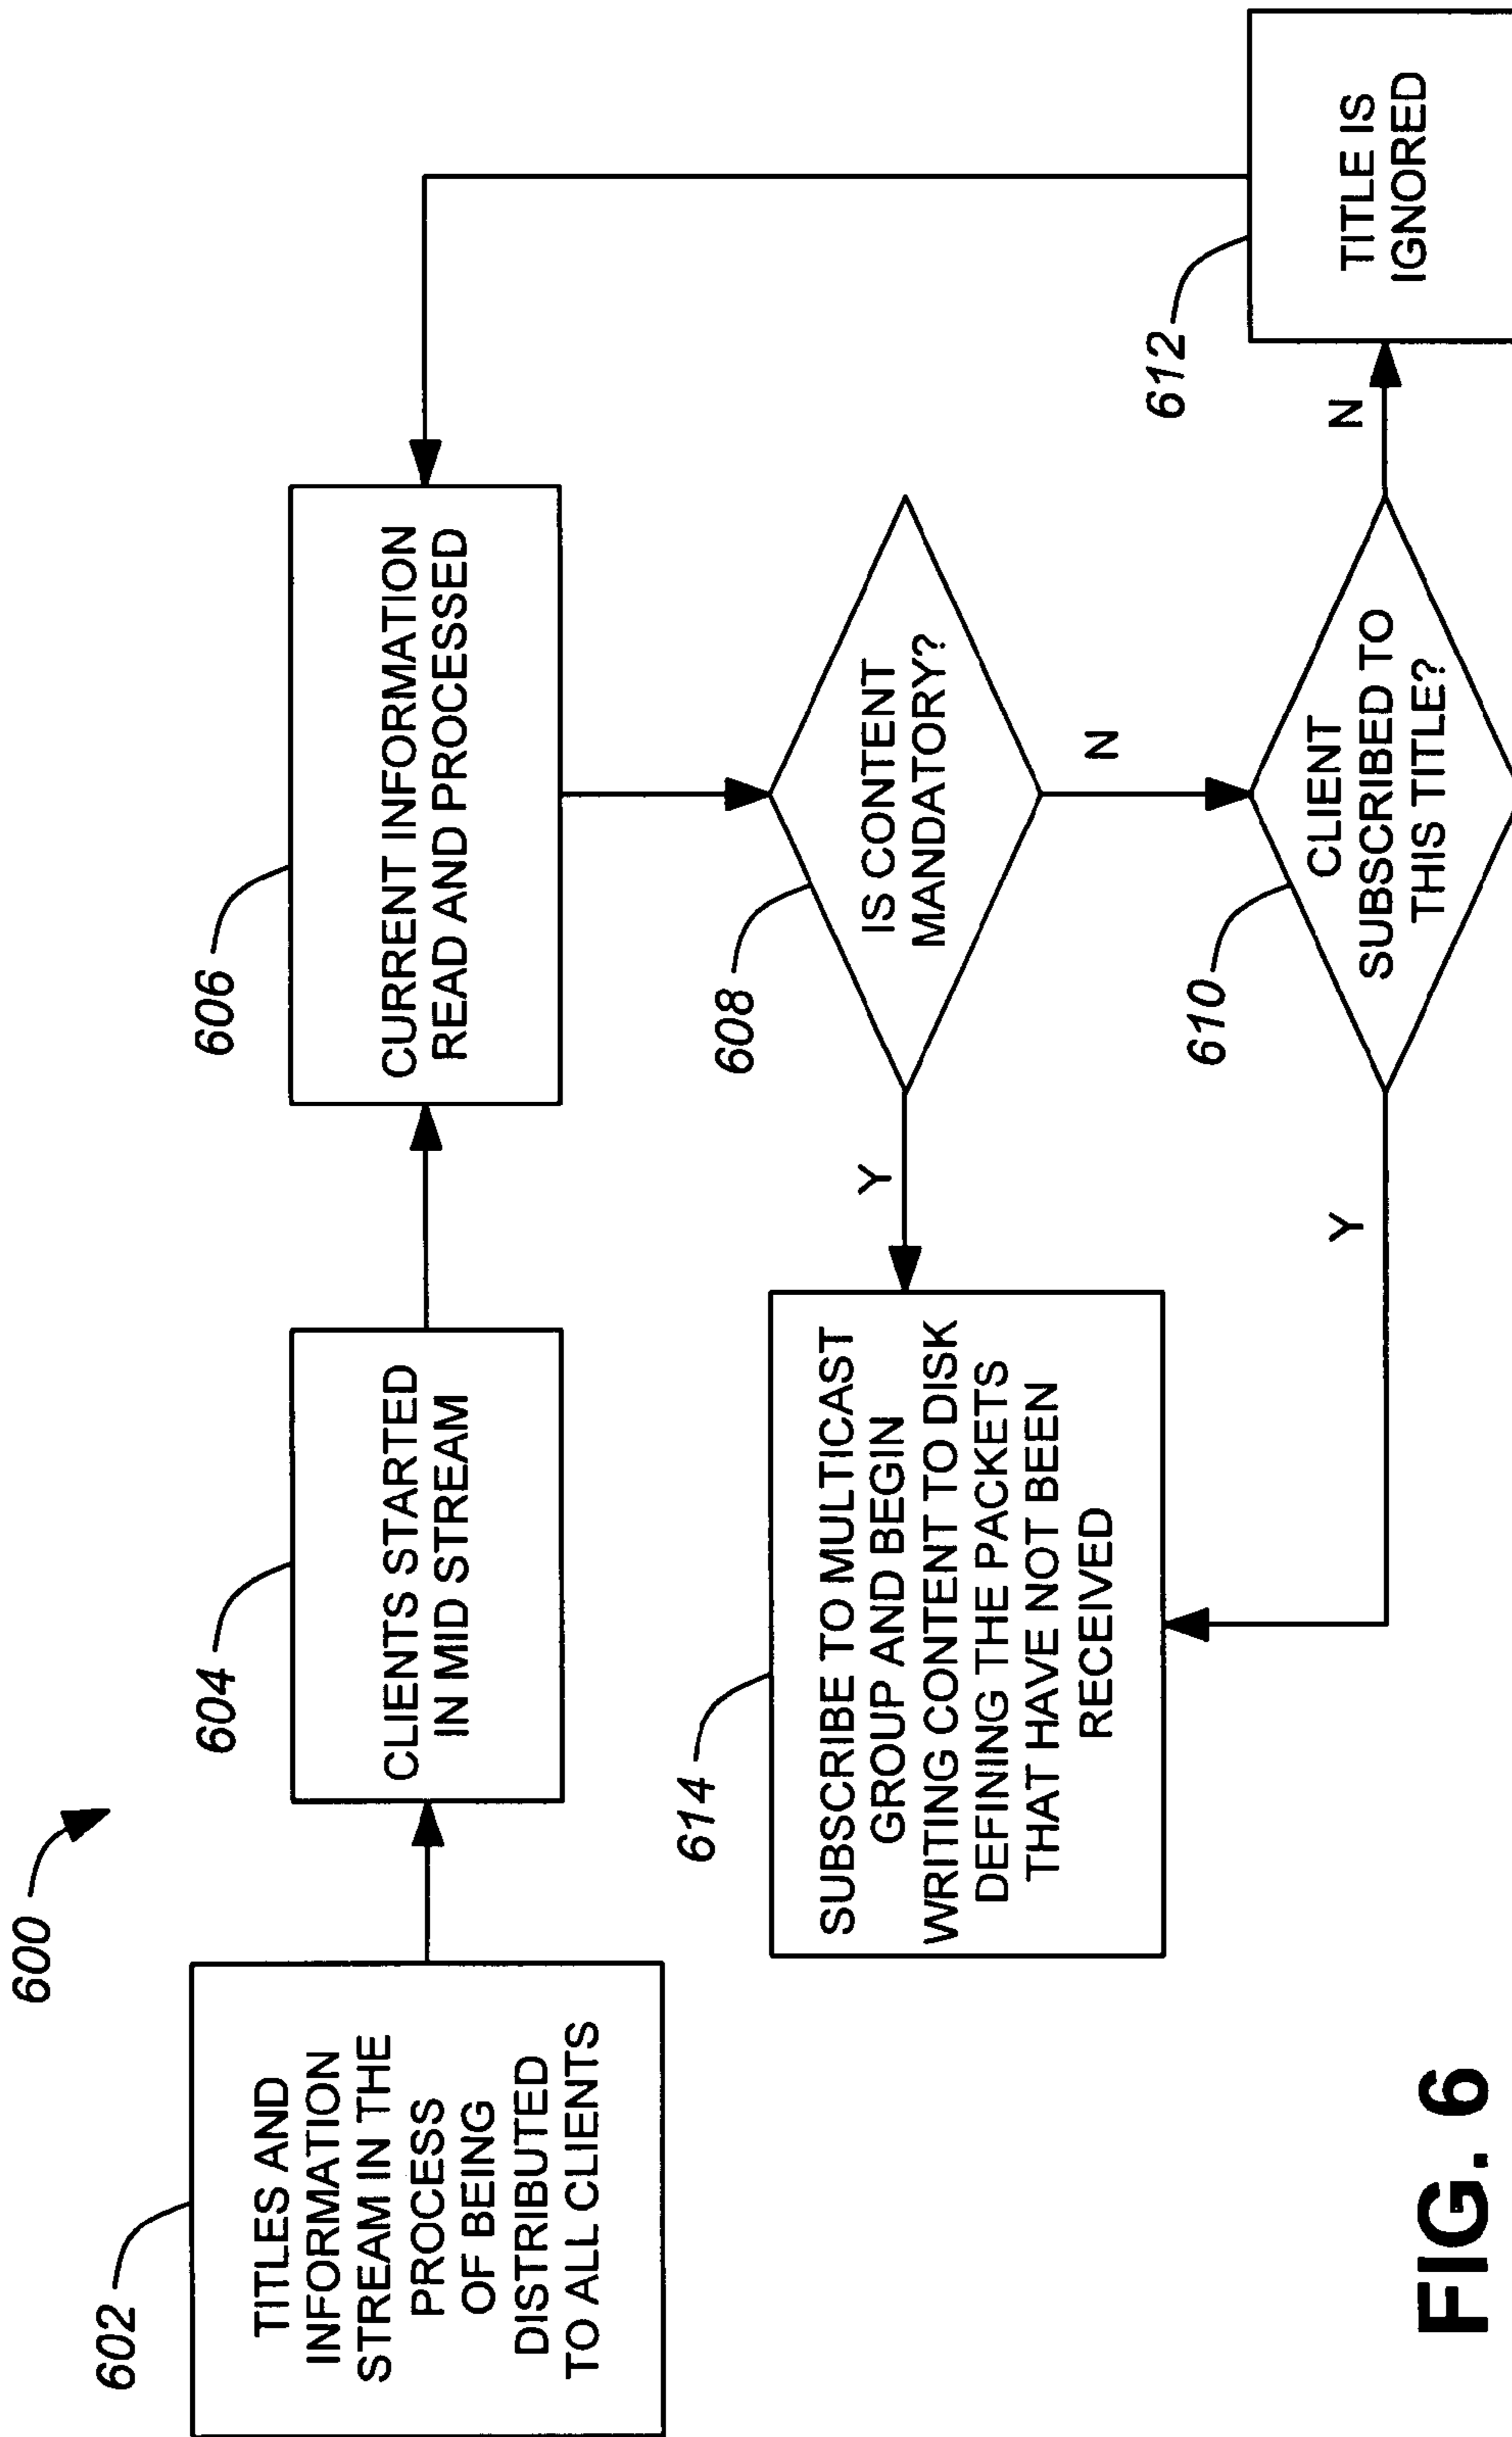 600
602
TITLES AND
INFORMATION
STREAM IN THE
PROCESS
OF BEING
DISTRIBUTED
TO ALL CLIENTS
604
CLIENTS STARTED
IN MID STREAM
606
CURRENT INFORMATION
READ AND PROCESSED
608
IS CONTENT
MANDATORY?
Y
N
614
SUBSCRIBE TO MULTICAST
GROUP AND BEGIN
WRITING CONTENT TO DISK
DEFINING THE PACKETS
THAT HAVE NOT BEEN
RECEIVED
610
CLIENT
SUBSCRIBED TO
THIS TITLE?
Y
N
612
TITLE IS
IGNORED
FIG. 6